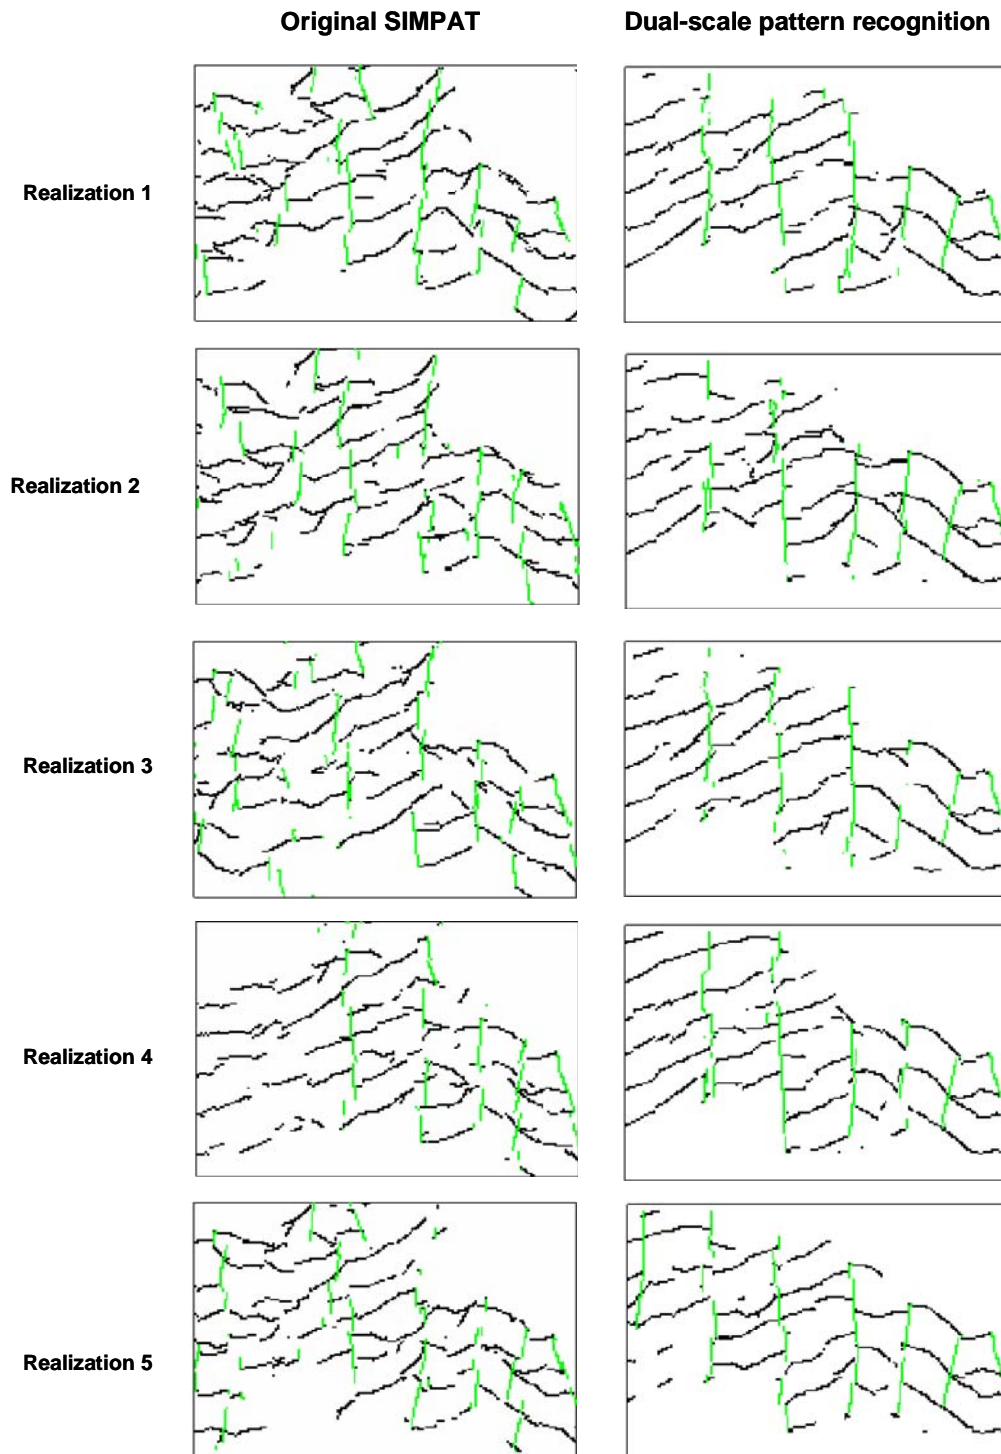 Original SIMPAT
Dual-scale pattern recognition
Realization 1
Realization 2
Realization 3
Realization 4
Realization 5